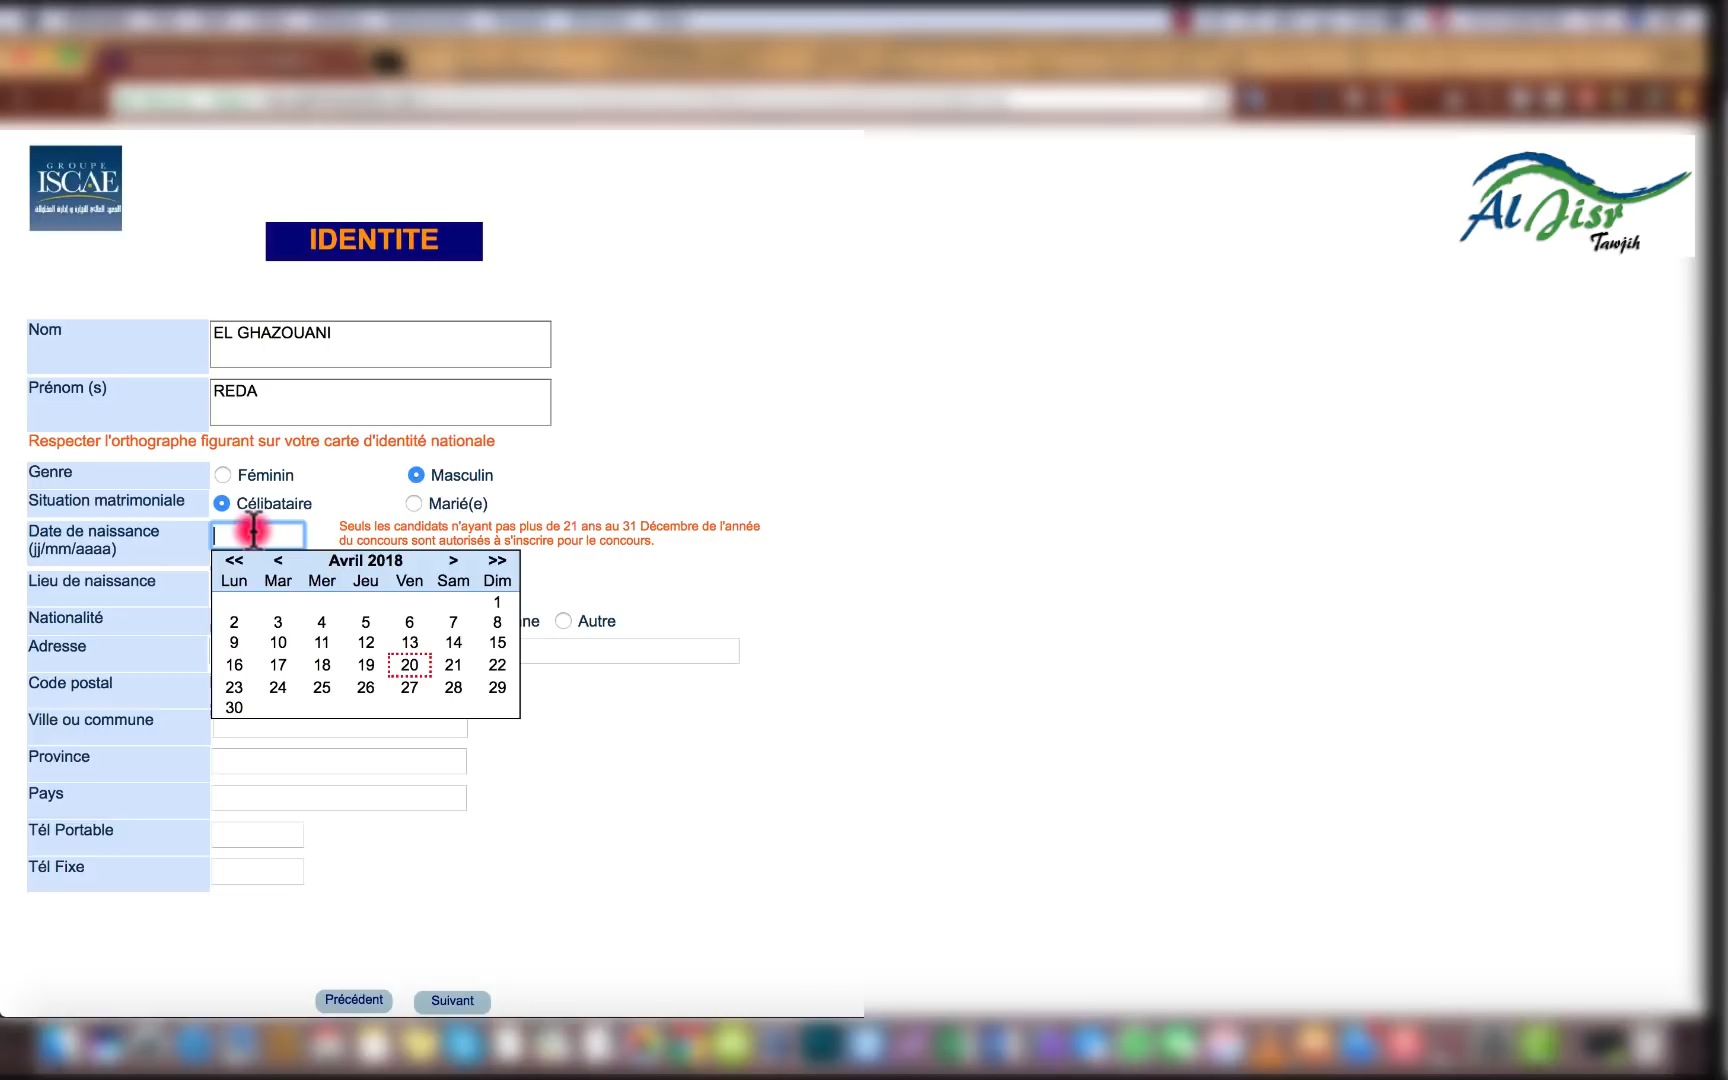 GROUPE
ISCAE
Al Jisr
Tawjih
IDENTITE
Nom
EL GHAZOUANI
Prénom (s)
REDA
Respecter l'orthographe figurant sur votre carte d'identité nationale
Genre
Féminin
Masculin
Situation matrimoniale
Célibataire
Marié(e)
Date de naissance
(jj/mm/aaaa)
Seuls les candidats n'ayant pas plus de 21 ans au 31 Décembre de l'année
du concours sont autorisés à s'inscrire pour le concours.
<< < Avril 2018 > >>
Lun Mar Mer Jeu Ven Sam Dim
1
2 3 4 5 6 7 8
9 10 11 12 13 14 15
16 17 18 19 20 21 22
23 24 25 26 27 28 29
30
Lieu de naissance
Nationalité
ne
Autre
Adresse
Code postal
Ville ou commune
Province
Pays
Tél Portable
Tél Fixe
Précédent
Suivant